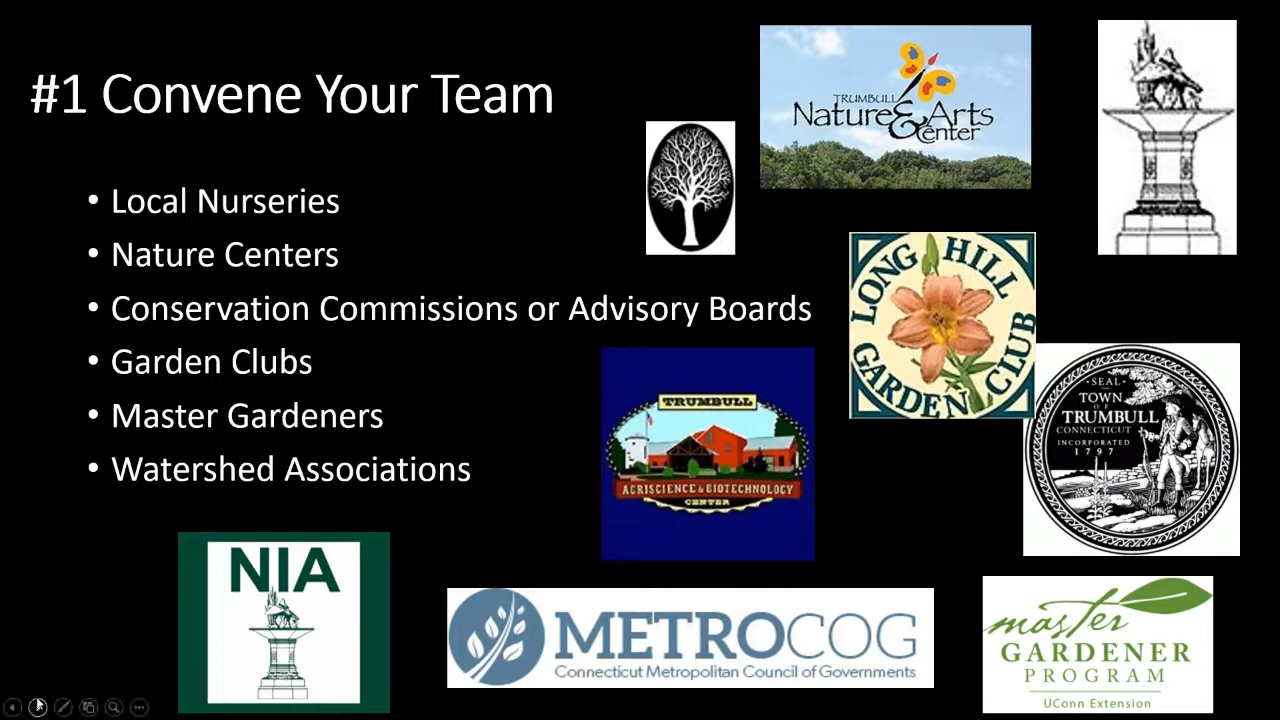 #1 Convene Your Team
• Local Nurseries
• Nature Centers
• Conservation Commissions or Advisory Boards
• Garden Clubs
• Master Gardeners
• Watershed Associations
TRUMBULL
Nature & Arts
Center
LONG HILL
GARDEN CLUB
TRUMBULL
AGRISCIENCE & BIOTECHNOLOGY
CENTER
• SEAL •
TOWN
OF
TRUMBULL
CONNECTICUT
INCORPORATED
1797
NIA
METROCOG
Connecticut Metropolitan Council of Governments
master
GARDENER
PROGRAM
UConn Extension